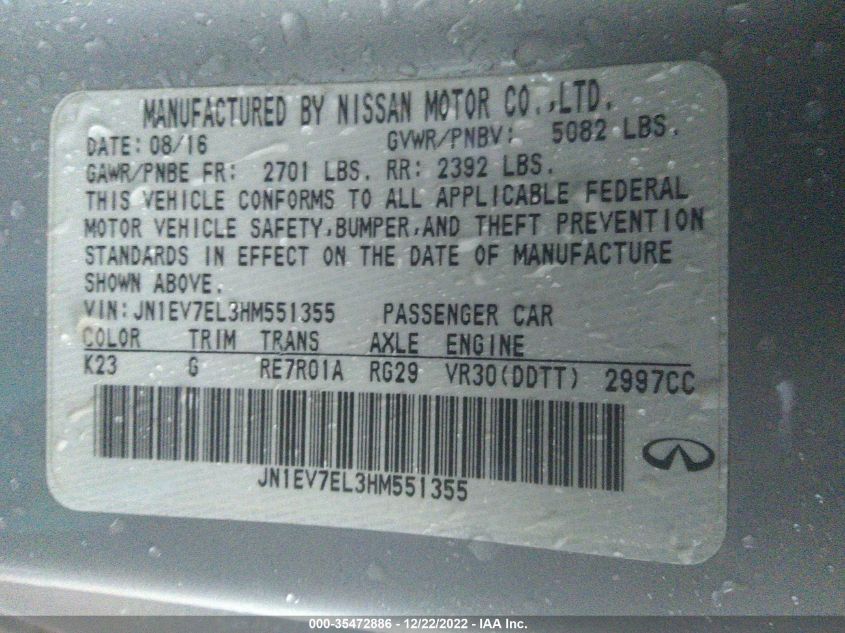 MANUFACTURED BY NISSAN MOTOR CO.,LTD.
DATE: 08/16 GVWR/PNBV: 5082 LBS.
GAWR/PNBE FR: 2701 LBS. RR: 2392 LBS.
THIS VEHICLE CONFORMS TO ALL APPLICABLE FEDERAL
MOTOR VEHICLE SAFETY,BUMPER,AND THEFT PREVENTION
STANDARDS IN EFFECT ON THE DATE OF MANUFACTURE
SHOWN ABOVE.
VIN: JN1EV7EL3HM551355 PASSENGER CAR
COLOR TRIM TRANS AXLE ENGINE
K23 G RE7R01A RG29 VR30(DDTT) 2997CC
JN1EV7EL3HM551355
000-35472886 - 12/22/2022 - IAA Inc.